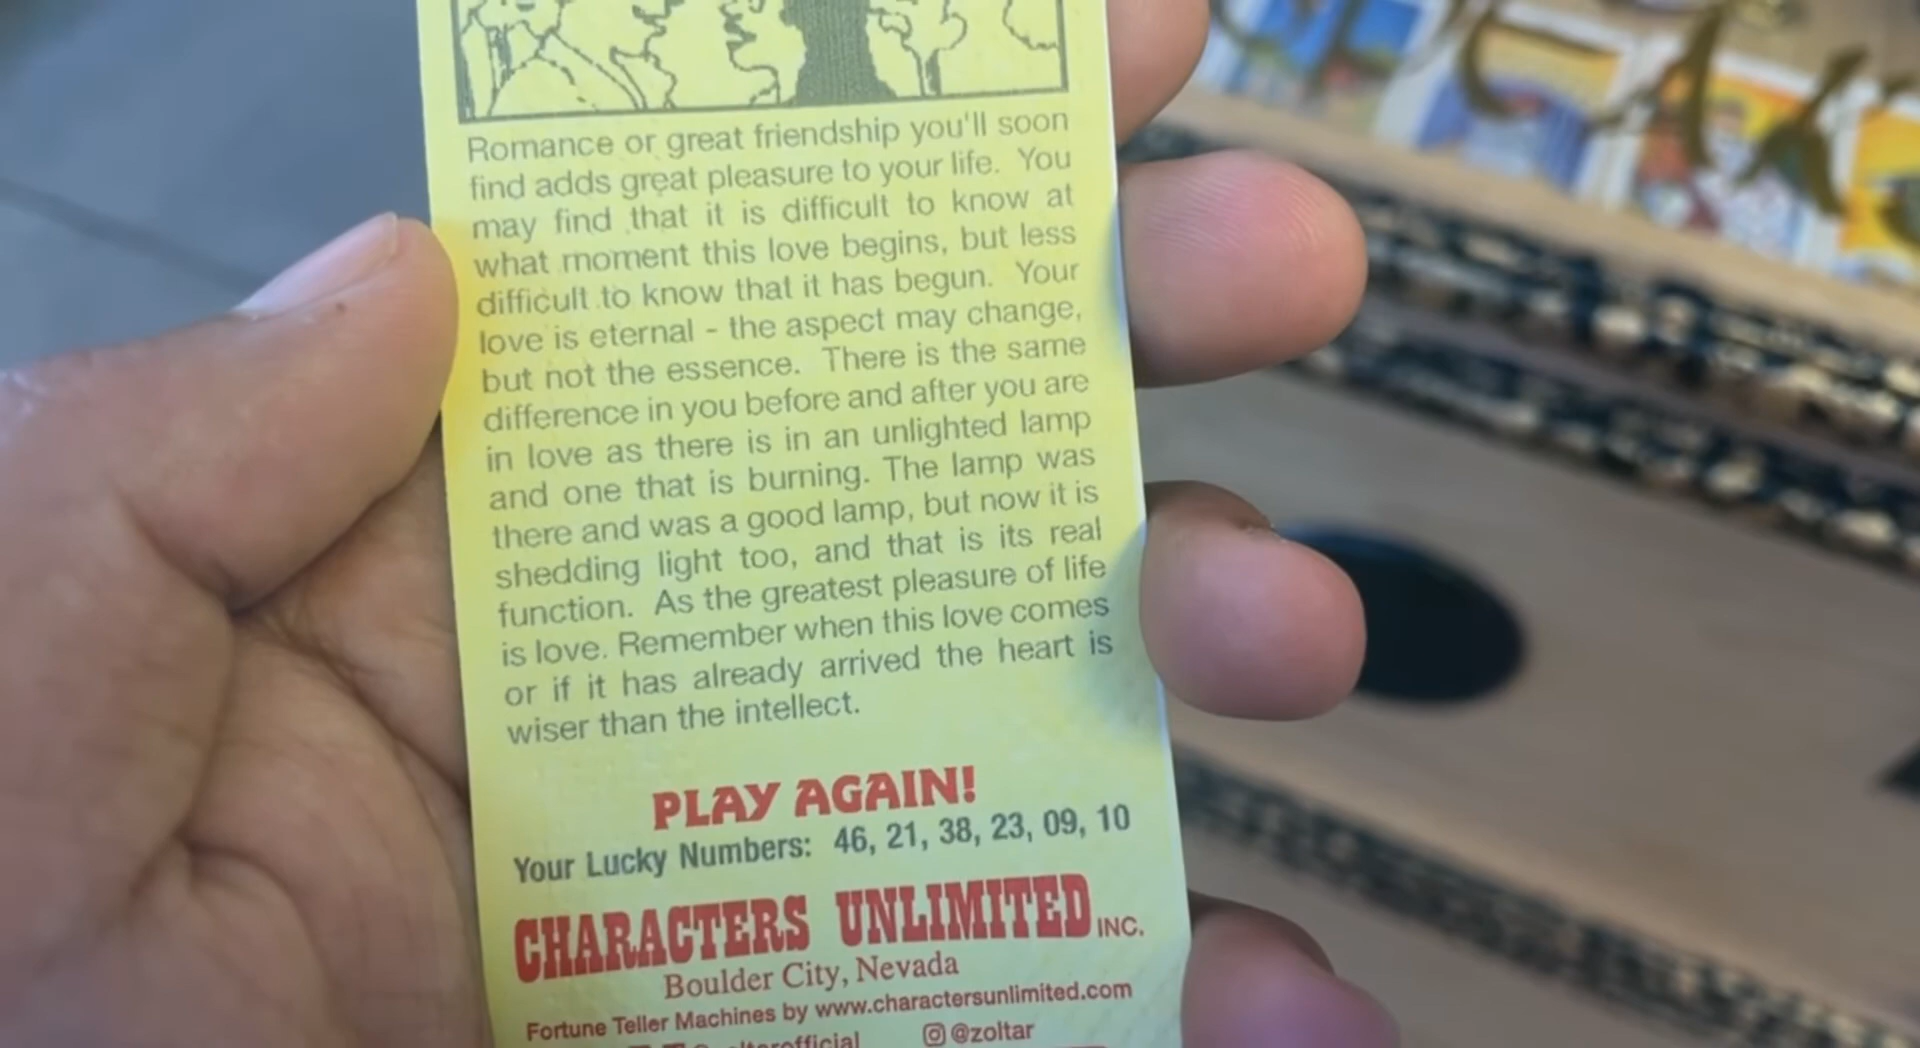 Romance or great friendship you'll soon
find adds great pleasure to your life. You
may find that it is difficult to know at
what moment this love begins, but less
difficult to know that it has begun. Your
love is eternal - the aspect may change,
but not the essence. There is the same
difference in you before and after you are
in love as there is in an unlighted lamp
and one that is burning. The lamp was
there and was a good lamp, but now it is
shedding light too, and that is its real
function. As the greatest pleasure of life
is love. Remember when this love comes
or if it has already arrived the heart is
wiser than the intellect.
PLAY AGAIN!
Your Lucky Numbers: 46, 21, 38, 23, 09, 10
CHARACTERS UNLIMITED INC.
Boulder City, Nevada
Fortune Teller Machines by www.charactersunlimited.com
@zoltar